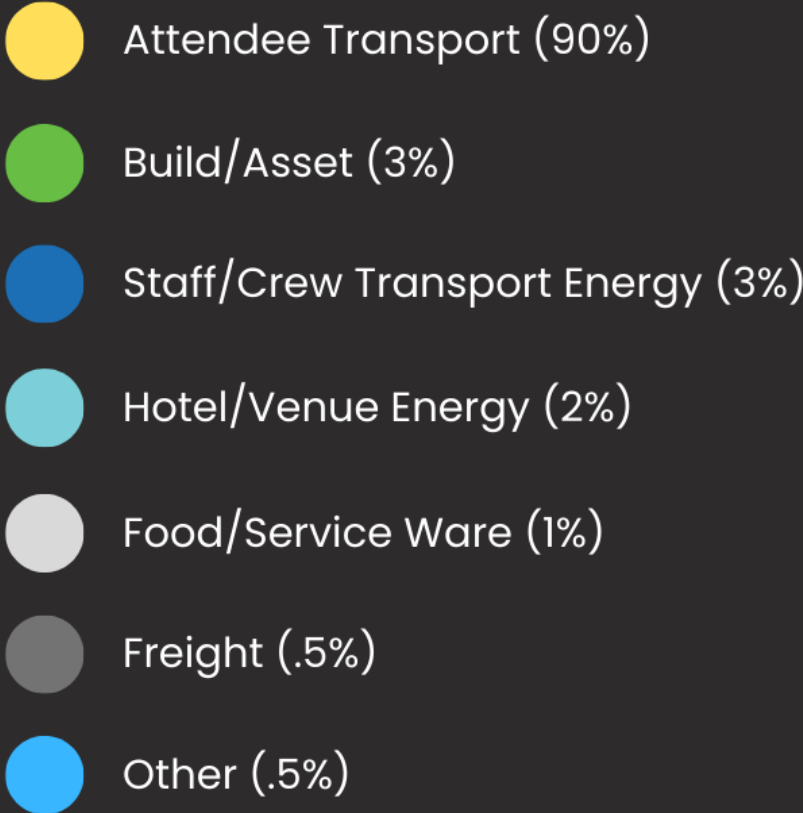 Attendee Transport (90%)
Build/Asset (3%)
Staff/Crew Transport Energy (3%)
Hotel/Venue Energy (2%)
Food/Service Ware (1%)
Freight (.5%)
Other (.5%)